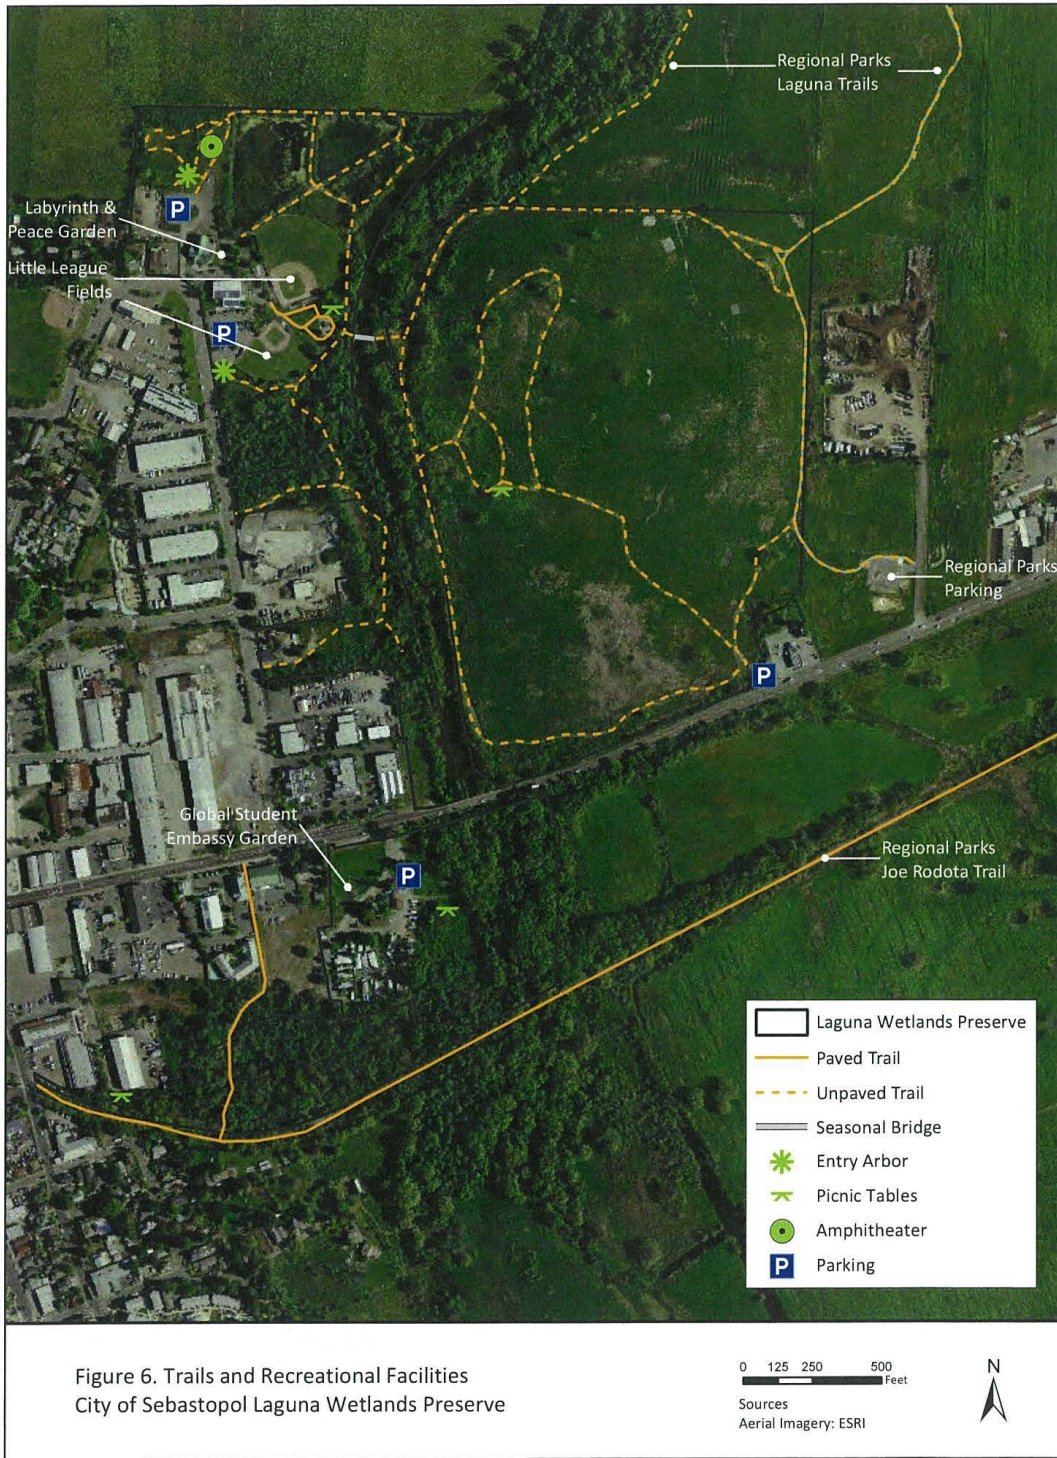 Regional Parks
Laguna Trails
Labyrinth &
Peace Garden
P
Little League
Fields
P
Regional Parks
Parking
P
Global Student
Embassy Garden
P
Regional Parks
Joe Rodota Trail
Laguna Wetlands Preserve
Paved Trail
Unpaved Trail
Seasonal Bridge
Entry Arbor
Picnic Tables
Amphitheater
P Parking
Figure 6. Trails and Recreational Facilities
City of Sebastopol Laguna Wetlands Preserve
0 125 250 500
Feet
Sources
Aerial Imagery: ESRI
N